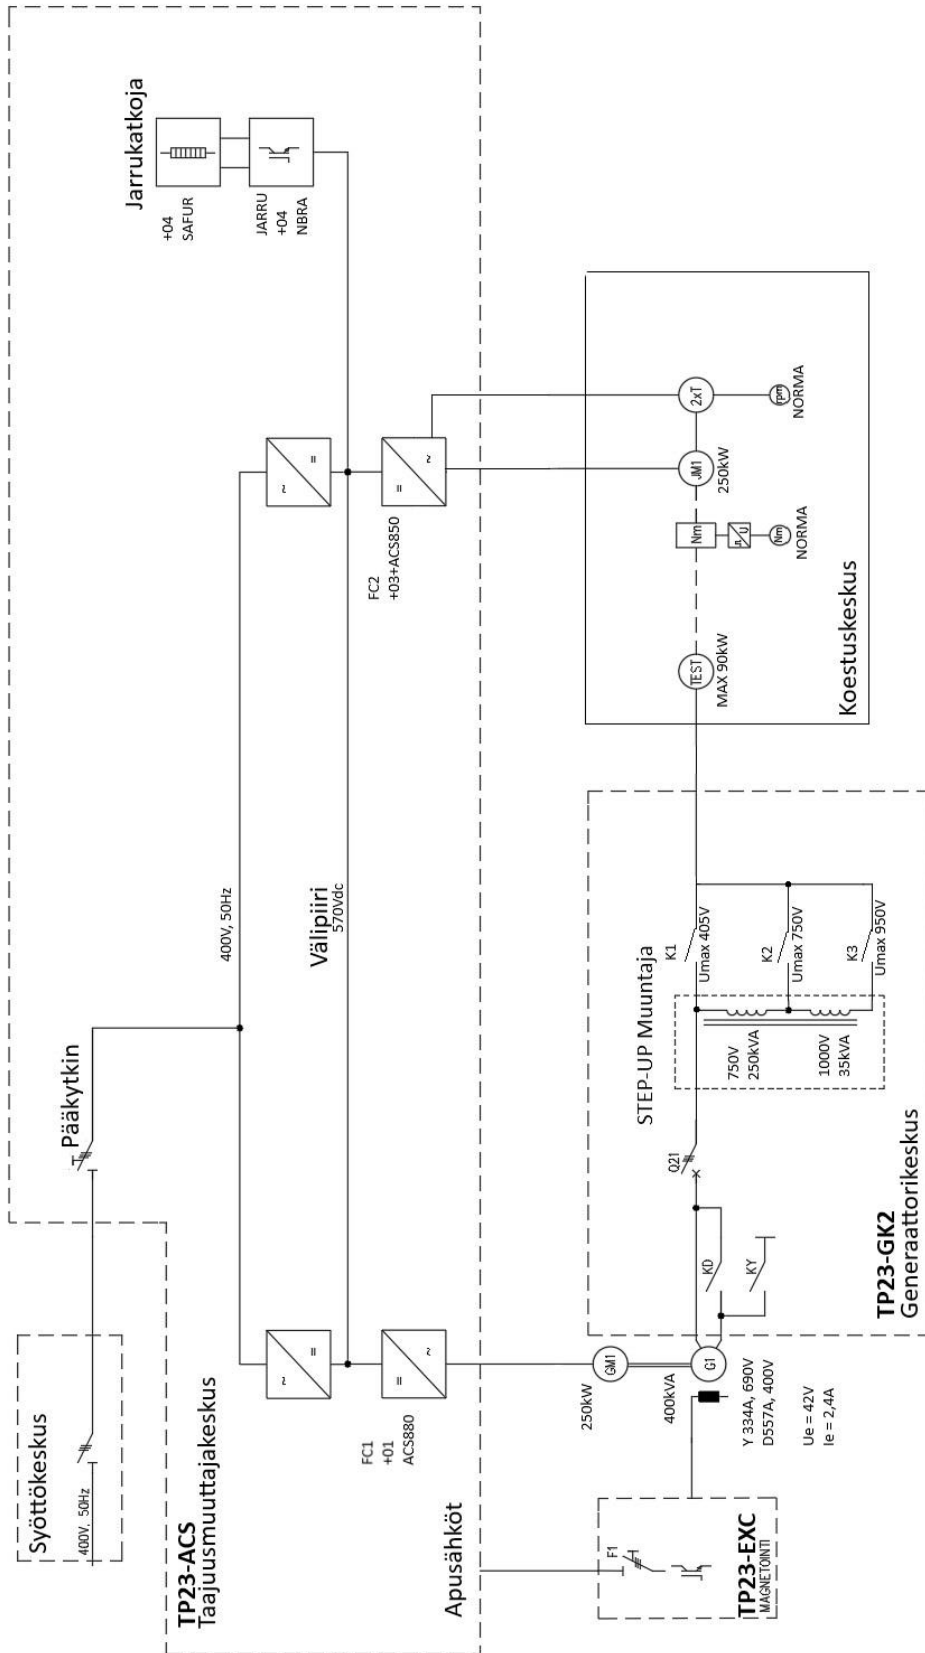 Syöttökeskus
400V, 50Hz
Pääkytkin
Jarrukatkoja
+04
SAFUR
JARRU
+04
NBRA
TP23-ACS
Taajuusmuuttajakeskus
400V, 50Hz
~
=
~
=
Välipiiri
570Vdc
FC1
+01
ACS880
=
~
FC2
+03+ACS850
=
~
Apusähköt
F1
TP23-EXC
MAGNETOINTI
250kW
GM1
400kVA
G1
Y 334A, 690V
D557A, 400V
Ue = 42V
Ie = 2,4A
KD
KY
Q21
STEP-UP Muuntaja
750V
250kVA
1000V
35kVA
K1
Umax 405V
K2
Umax 750V
K3
Umax 950V
TP23-GK2
Generaattorikeskus
TEST
MAX 90kW
Nm
U
Nm
NORMA
JM1
250kW
2xT
rpm
NORMA
Koestuskeskus